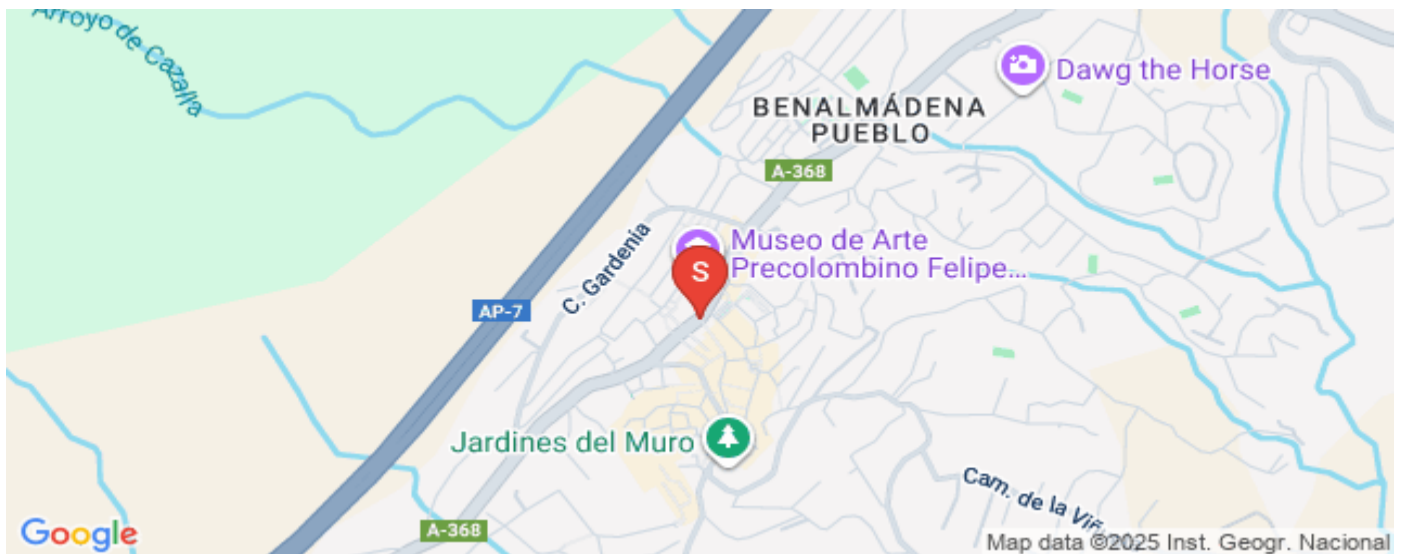 Arroyo de Cazalla
Dawg the Horse
BENALMÁDENA
PUEBLO
A-368
C. Gardenia
Museo de Arte
Precolombino Felipe...
S
AP-7
Jardines del Muro
Cam. de la Viñ
A-368
Google
Map data ©2025 Inst. Geogr. Nacional